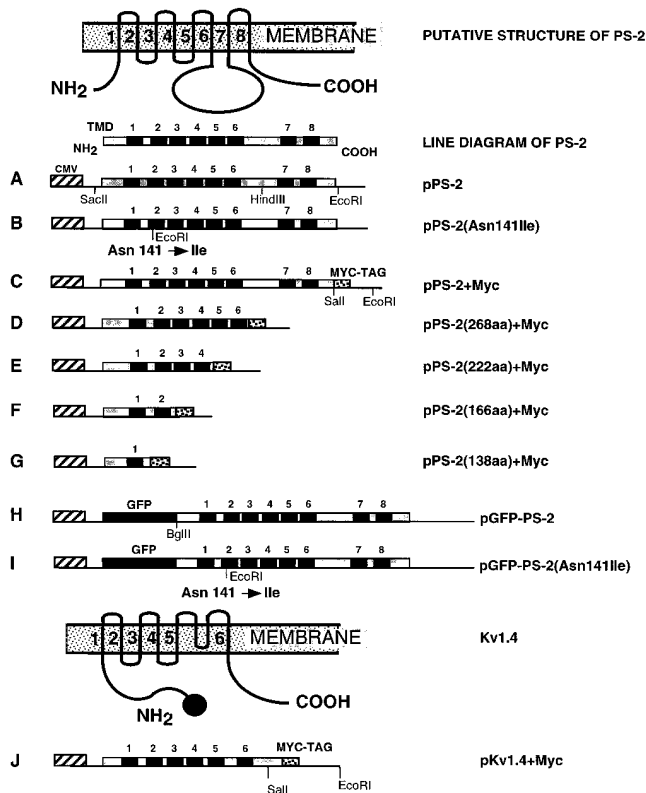 1 2 3 4 5 6 7 8 MEMBRANE
PUTATIVE STRUCTURE OF PS-2
NH2
COOH
TMD 1 2 3 4 5 6 7 8
NH2
COOH
LINE DIAGRAM OF PS-2
A
CMV
1 2 3 4 5 6 7 8
SacII
HindIII
EcoRI
pPS-2
B
1 2 3 4 5 6 7 8
EcoRI
Asn 141 → Ile
pPS-2(Asn141Ile)
C
1 2 3 4 5 6 7 8 MYC-TAG
SalI
EcoRI
pPS-2+Myc
D
1 2 3 4 5 6
pPS-2(268aa)+Myc
E
1 2 3 4
pPS-2(222aa)+Myc
F
1 2
pPS-2(166aa)+Myc
G
1
pPS-2(138aa)+Myc
H
GFP 1 2 3 4 5 6 7 8
BglII
pGFP-PS-2
I
GFP 1 2 3 4 5 6 7 8
EcoRI
Asn 141 → Ile
pGFP-PS-2(Asn141Ile)
1 2 3 4 5 6 MEMBRANE
Kv1.4
NH2
COOH
J
1 2 3 4 5 6 MYC-TAG
SalI
EcoRI
pKv1.4+Myc